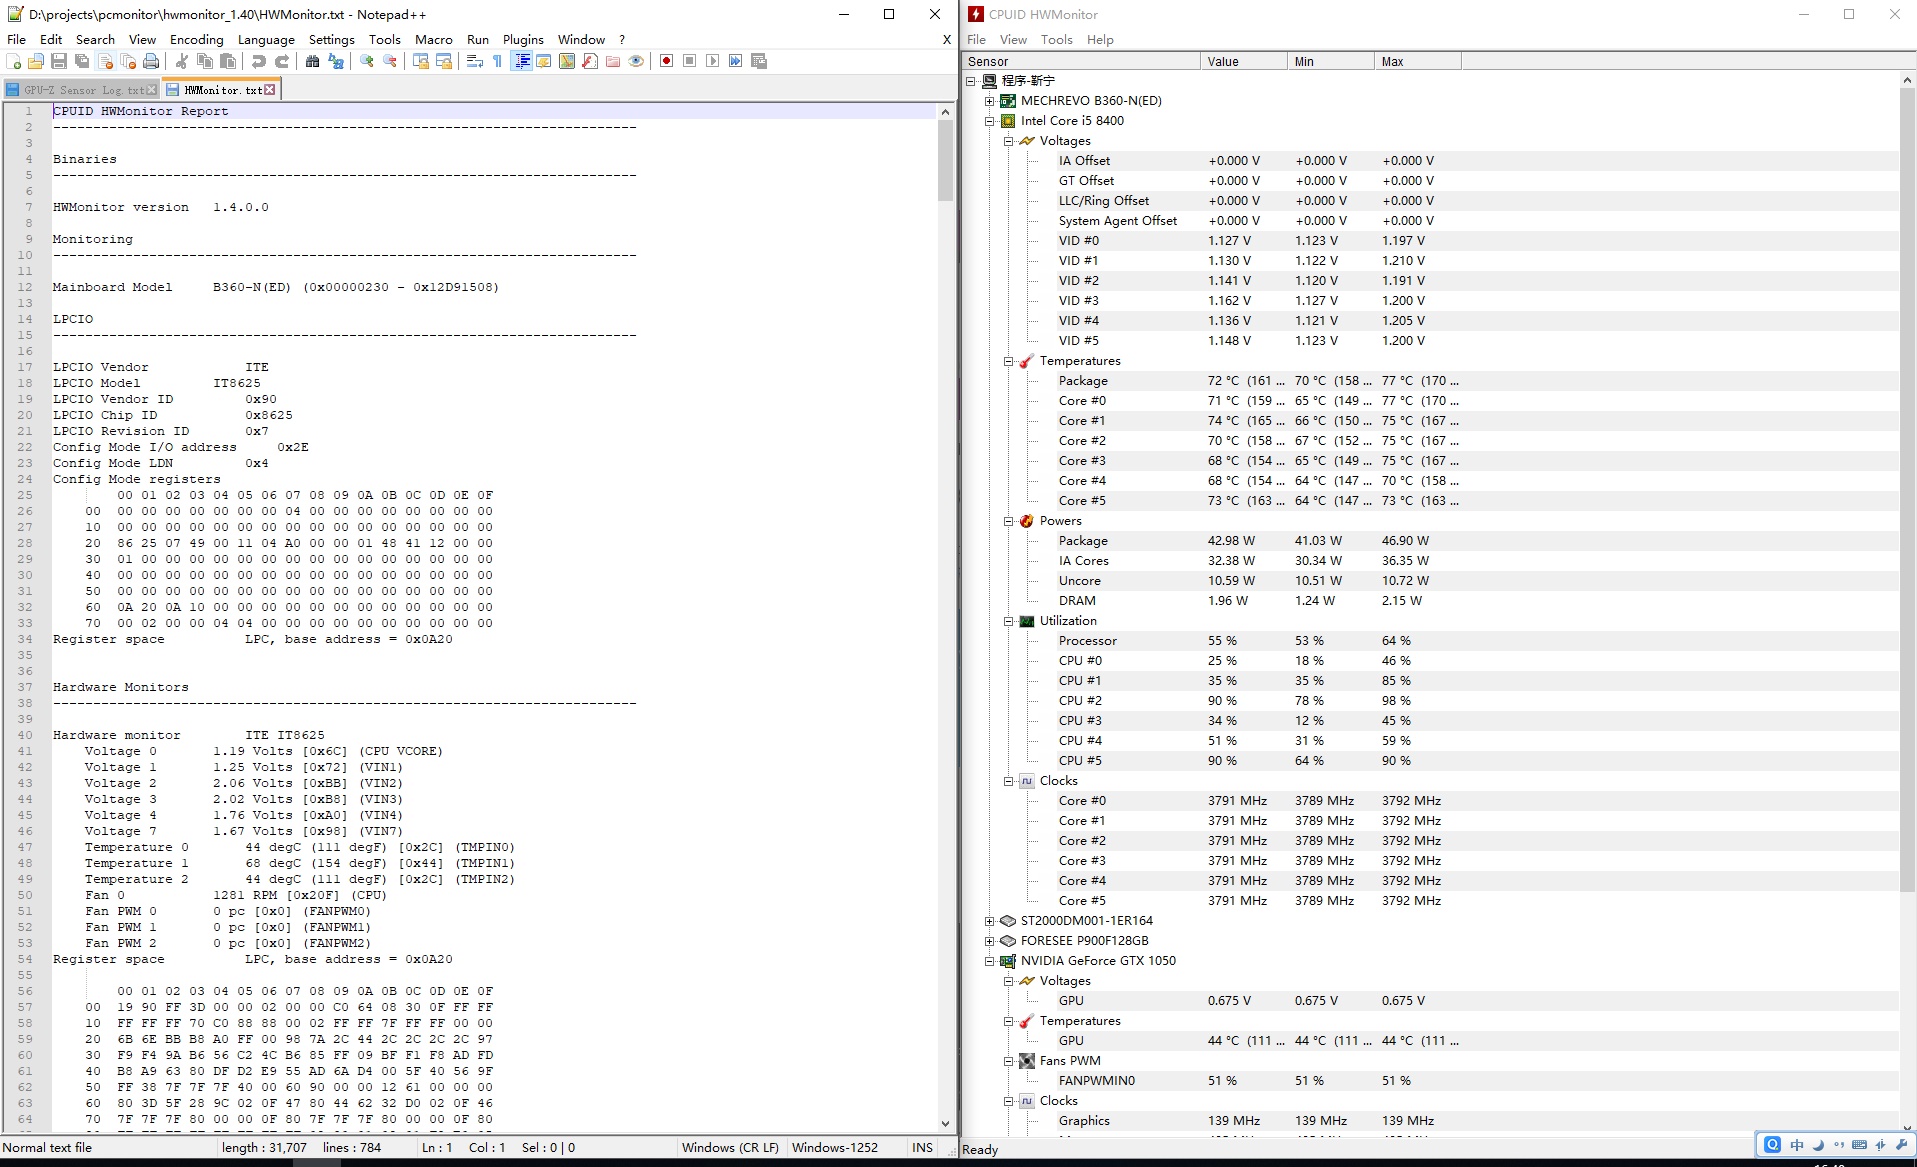 D:\projects\pcmonitor\hwmonitor_1.40\HWMonitor.txt - Notepad++
File Edit Search View Encoding Language Settings Tools Macro Run Plugins Window ? X
GPU-Z Sensor Log.txt HWMonitor.txt
1 CPUID HWMonitor Report
2 -------------------------------------------------------------------------
3
4 Binaries
5 -------------------------------------------------------------------------
6
7 HWMonitor version 1.4.0.0
8
9 Monitoring
10 -------------------------------------------------------------------------
11
12 Mainboard Model B360-N(ED) (0x00000230 - 0x12D91508)
13
14 LPCIO
15 -------------------------------------------------------------------------
16
17 LPCIO Vendor ITE
18 LPCIO Model IT8625
19 LPCIO Vendor ID 0x90
20 LPCIO Chip ID 0x8625
21 LPCIO Revision ID 0x7
22 Config Mode I/O address 0x2E
23 Config Mode LDN 0x4
24 Config Mode registers
25 00 01 02 03 04 05 06 07 08 09 0A 0B 0C 0D 0E 0F
26 00 00 00 00 00 00 00 00 04 00 00 00 00 00 00 00 00
27 10 00 00 00 00 00 00 00 00 00 00 00 00 00 00 00 00
28 20 86 25 07 49 00 11 04 A0 00 00 01 48 41 12 00 00
29 30 01 00 00 00 00 00 00 00 00 00 00 00 00 00 00 00
30 40 00 00 00 00 00 00 00 00 00 00 00 00 00 00 00 00
31 50 00 00 00 00 00 00 00 00 00 00 00 00 00 00 00 00
32 60 0A 20 0A 10 00 00 00 00 00 00 00 00 00 00 00 00
33 70 00 02 00 00 04 04 00 00 00 00 00 00 00 00 00 00
34 Register space LPC, base address = 0x0A20
35
36
37 Hardware Monitors
38 -------------------------------------------------------------------------
39
40 Hardware monitor ITE IT8625
41 Voltage 0 1.19 Volts [0x6C] (CPU VCORE)
42 Voltage 1 1.25 Volts [0x72] (VIN1)
43 Voltage 2 2.06 Volts [0xBB] (VIN2)
44 Voltage 3 2.02 Volts [0xB8] (VIN3)
45 Voltage 4 1.76 Volts [0xA0] (VIN4)
46 Voltage 7 1.67 Volts [0x98] (VIN7)
47 Temperature 0 44 degC (111 degF) [0x2C] (TMPIN0)
48 Temperature 1 68 degC (154 degF) [0x44] (TMPIN1)
49 Temperature 2 44 degC (111 degF) [0x2C] (TMPIN2)
50 Fan 0 1281 RPM [0x20F] (CPU)
51 Fan PWM 0 0 pc [0x0] (FANPWM0)
52 Fan PWM 1 0 pc [0x0] (FANPWM1)
53 Fan PWM 2 0 pc [0x0] (FANPWM2)
54 Register space LPC, base address = 0x0A20
55
56 00 01 02 03 04 05 06 07 08 09 0A 0B 0C 0D 0E 0F
57 00 19 90 FF 3D 00 00 02 00 00 C0 64 08 30 0F FF FF
58 10 FF FF FF 70 C0 88 88 00 02 FF FF 7F FF FF 00 00
59 20 6B 6E BB B8 A0 FF 00 98 7A 2C 44 2C 2C 2C 2C 97
60 30 F9 F4 9A B6 56 C2 4C B6 85 FF 09 BF F1 F8 AD FD
61 40 B8 A9 63 80 DF D2 E9 55 AD 6A D4 00 5F 40 56 9F
62 50 FF 38 7F 7F 7F 40 00 60 90 00 00 12 61 00 00 00
63 60 80 3D 5F 28 9C 02 0F 47 80 44 62 32 D0 02 0F 46
64 70 7F 7F 7F 80 00 00 0F 80 7F 7F 7F 80 00 00 0F 80
Normal text file length : 31,707 lines : 784 Ln : 1 Col : 1 Sel : 0 | 0 Windows (CR LF) Windows-1252 INS
CPUID HWMonitor
File View Tools Help
Sensor Value Min Max
程序-靳宁
MECHREVO B360-N(ED)
Intel Core i5 8400
Voltages
IA Offset +0.000 V +0.000 V +0.000 V
GT Offset +0.000 V +0.000 V +0.000 V
LLC/Ring Offset +0.000 V +0.000 V +0.000 V
System Agent Offset +0.000 V +0.000 V +0.000 V
VID #0 1.127 V 1.123 V 1.197 V
VID #1 1.130 V 1.122 V 1.210 V
VID #2 1.141 V 1.120 V 1.191 V
VID #3 1.162 V 1.127 V 1.200 V
VID #4 1.136 V 1.121 V 1.205 V
VID #5 1.148 V 1.123 V 1.200 V
Temperatures
Package 72 °C (161 ... 70 °C (158 ... 77 °C (170 ...
Core #0 71 °C (159 ... 65 °C (149 ... 77 °C (170 ...
Core #1 74 °C (165 ... 66 °C (150 ... 75 °C (167 ...
Core #2 70 °C (158 ... 67 °C (152 ... 75 °C (167 ...
Core #3 68 °C (154 ... 65 °C (149 ... 75 °C (167 ...
Core #4 68 °C (154 ... 64 °C (147 ... 70 °C (158 ...
Core #5 73 °C (163 ... 64 °C (147 ... 73 °C (163 ...
Powers
Package 42.98 W 41.03 W 46.90 W
IA Cores 32.38 W 30.34 W 36.35 W
Uncore 10.59 W 10.51 W 10.72 W
DRAM 1.96 W 1.24 W 2.15 W
Utilization
Processor 55 % 53 % 64 %
CPU #0 25 % 18 % 46 %
CPU #1 35 % 35 % 85 %
CPU #2 90 % 78 % 98 %
CPU #3 34 % 12 % 45 %
CPU #4 51 % 31 % 59 %
CPU #5 90 % 64 % 90 %
Clocks
Core #0 3791 MHz 3789 MHz 3792 MHz
Core #1 3791 MHz 3789 MHz 3792 MHz
Core #2 3791 MHz 3789 MHz 3792 MHz
Core #3 3791 MHz 3789 MHz 3792 MHz
Core #4 3791 MHz 3789 MHz 3792 MHz
Core #5 3791 MHz 3789 MHz 3792 MHz
ST2000DM001-1ER164
FORESEE P900F128GB
NVIDIA GeForce GTX 1050
Voltages
GPU 0.675 V 0.675 V 0.675 V
Temperatures
GPU 44 °C (111 ... 44 °C (111 ... 44 °C (111 ...
Fans PWM
FANPWMIN0 51 % 51 % 51 %
Clocks
Graphics 139 MHz 139 MHz 139 MHz
Ready
中